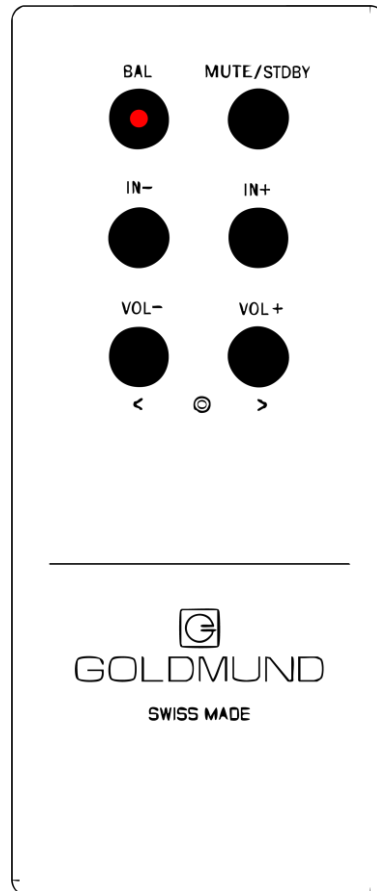 BAL MUTE/STDBY
IN- IN+
VOL- VOL+
< ◎ >
G
GOLDMUND
SWISS MADE